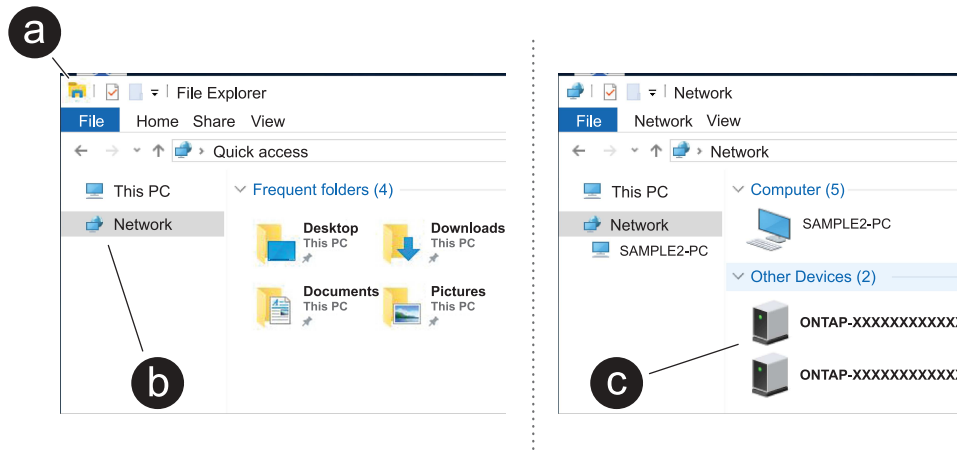 a
File Explorer
File Home Share View
Quick access
This PC
Network
Frequent folders (4)
Desktop
This PC
Downloads
This PC
Documents
This PC
Pictures
This PC
b
Network
File Network View
Network
This PC
Network
SAMPLE2-PC
Computer (5)
SAMPLE2-PC
Other Devices (2)
ONTAP-XXXXXXXXXXX
ONTAP-XXXXXXXXXXX
c